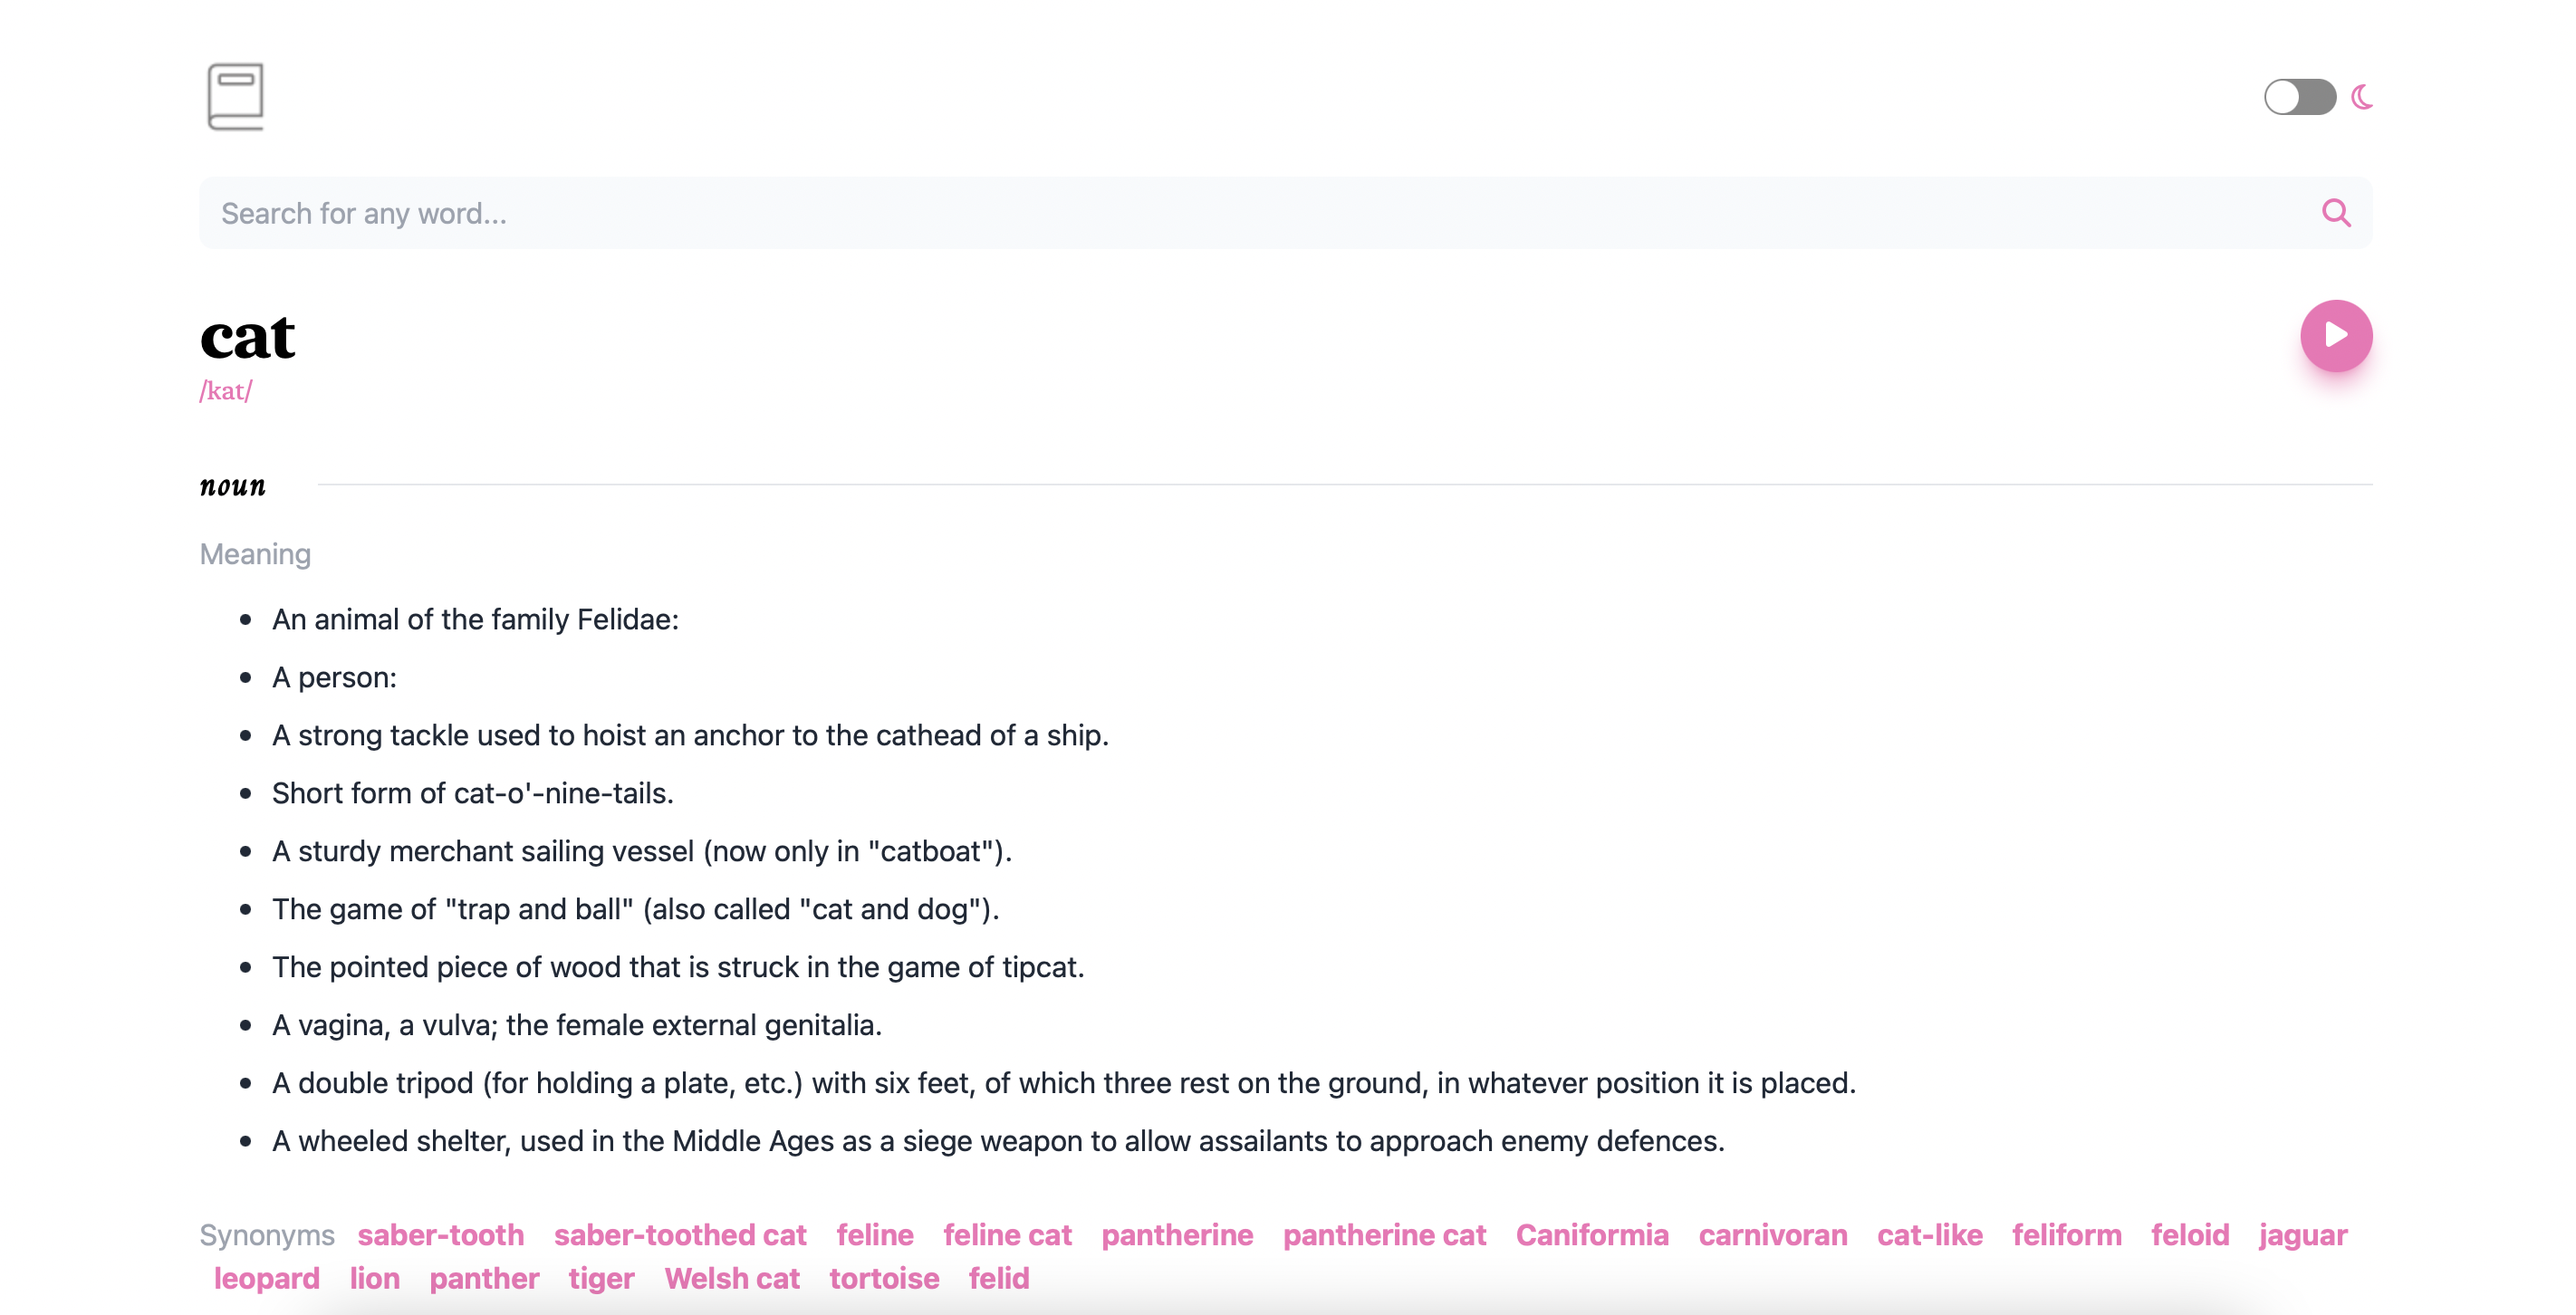 Search for any word...
cat
/kat/
noun
Meaning
An animal of the family Felidae:
A person:
A strong tackle used to hoist an anchor to the cathead of a ship.
Short form of cat-o'-nine-tails.
A sturdy merchant sailing vessel (now only in "catboat").
The game of "trap and ball" (also called "cat and dog").
The pointed piece of wood that is struck in the game of tipcat.
A vagina, a vulva; the female external genitalia.
A double tripod (for holding a plate, etc.) with six feet, of which three rest on the ground, in whatever position it is placed.
A wheeled shelter, used in the Middle Ages as a siege weapon to allow assailants to approach enemy defences.
Synonyms saber-tooth saber-toothed cat feline feline cat pantherine pantherine cat Caniformia carnivoran cat-like feliform feloid jaguar
leopard lion panther tiger Welsh cat tortoise felid